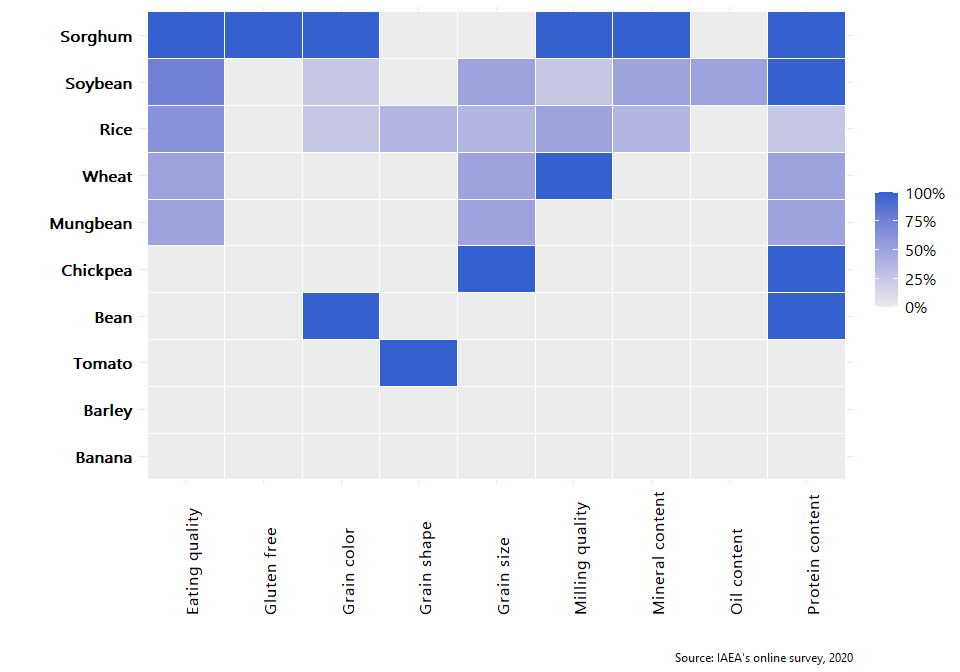 Sorghum
Soybean
Rice
Wheat
Mungbean
Chickpea
Bean
Tomato
Barley
Banana
100%
75%
50%
25%
0%
Eating quality
Gluten free
Grain color
Grain shape
Grain size
Milling quality
Mineral content
Oil content
Protein content
Source: IAEA's online survey, 2020